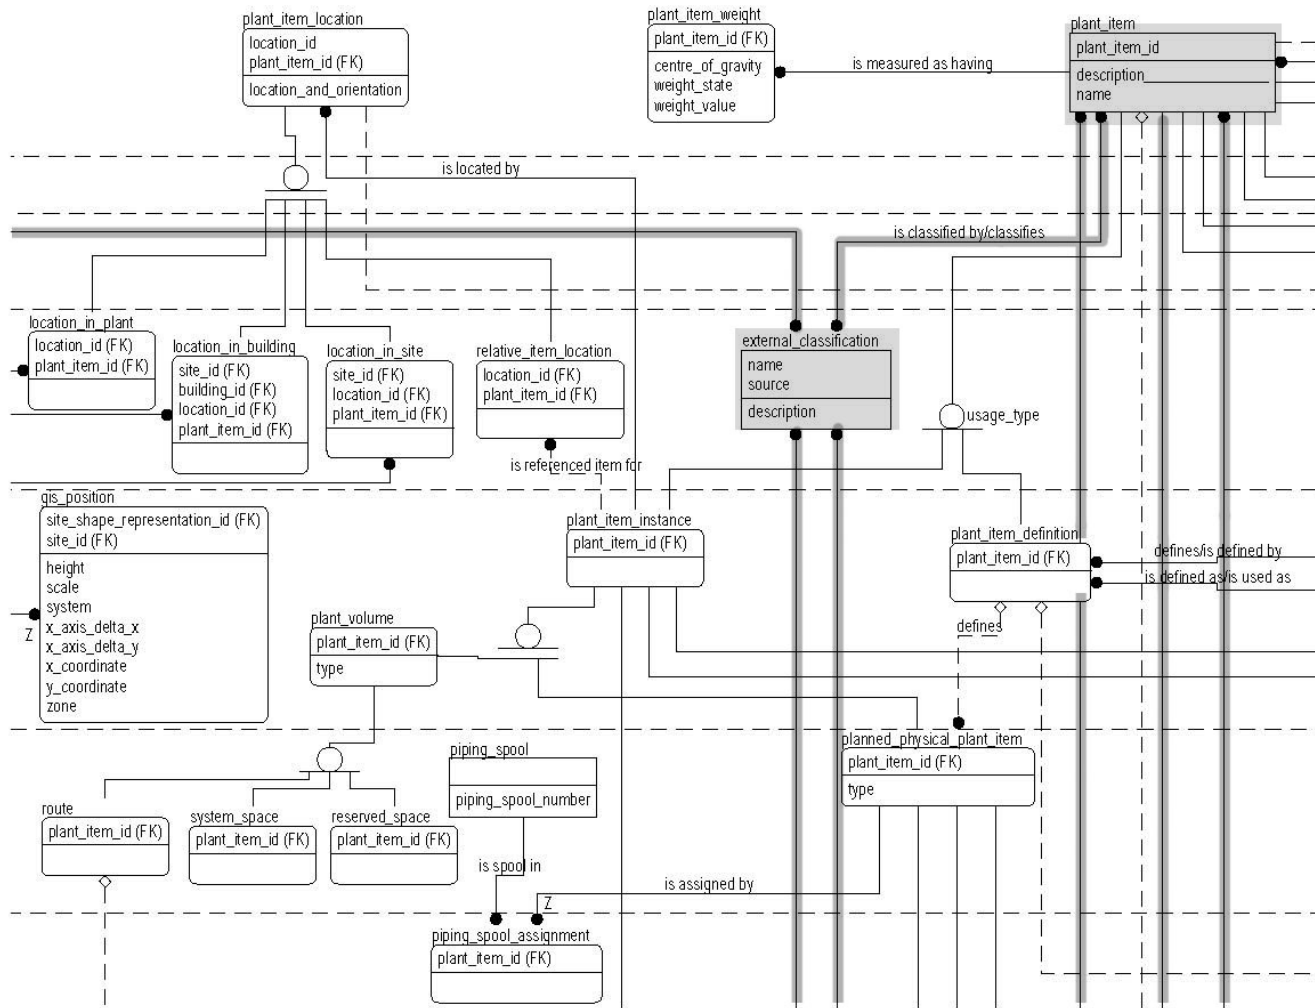 plant_item_location
location_id
plant_item_id (FK)
location_and_orientation
plant_item_weight
plant_item_id (FK)
centre_of_gravity
weight_state
weight_value
is measured as having
plant_item
plant_item_id
description
name
is located by
is classified by/classifies
location_in_plant
location_id (FK)
plant_item_id (FK)
location_in_building
site_id (FK)
building_id (FK)
location_id (FK)
plant_item_id (FK)
location_in_site
site_id (FK)
location_id (FK)
plant_item_id (FK)
relative_item_location
location_id (FK)
plant_item_id (FK)
external_classification
name
source
description
usage_type
is referenced item for
gis_position
site_shape_representation_id (FK)
site_id (FK)
height
scale
system
x_axis_delta_x
x_axis_delta_y
x_coordinate
y_coordinate
zone
Z
plant_item_instance
plant_item_id (FK)
plant_item_definition
plant_item_id (FK)
defines/is defined by
is defined as/is used as
defines
plant_volume
plant_item_id (FK)
type
planned_physical_plant_item
plant_item_id (FK)
type
piping_spool
piping_spool_number
route
plant_item_id (FK)
system_space
plant_item_id (FK)
reserved_space
plant_item_id (FK)
is spool in
is assigned by
Z
piping_spool_assignment
plant_item_id (FK)